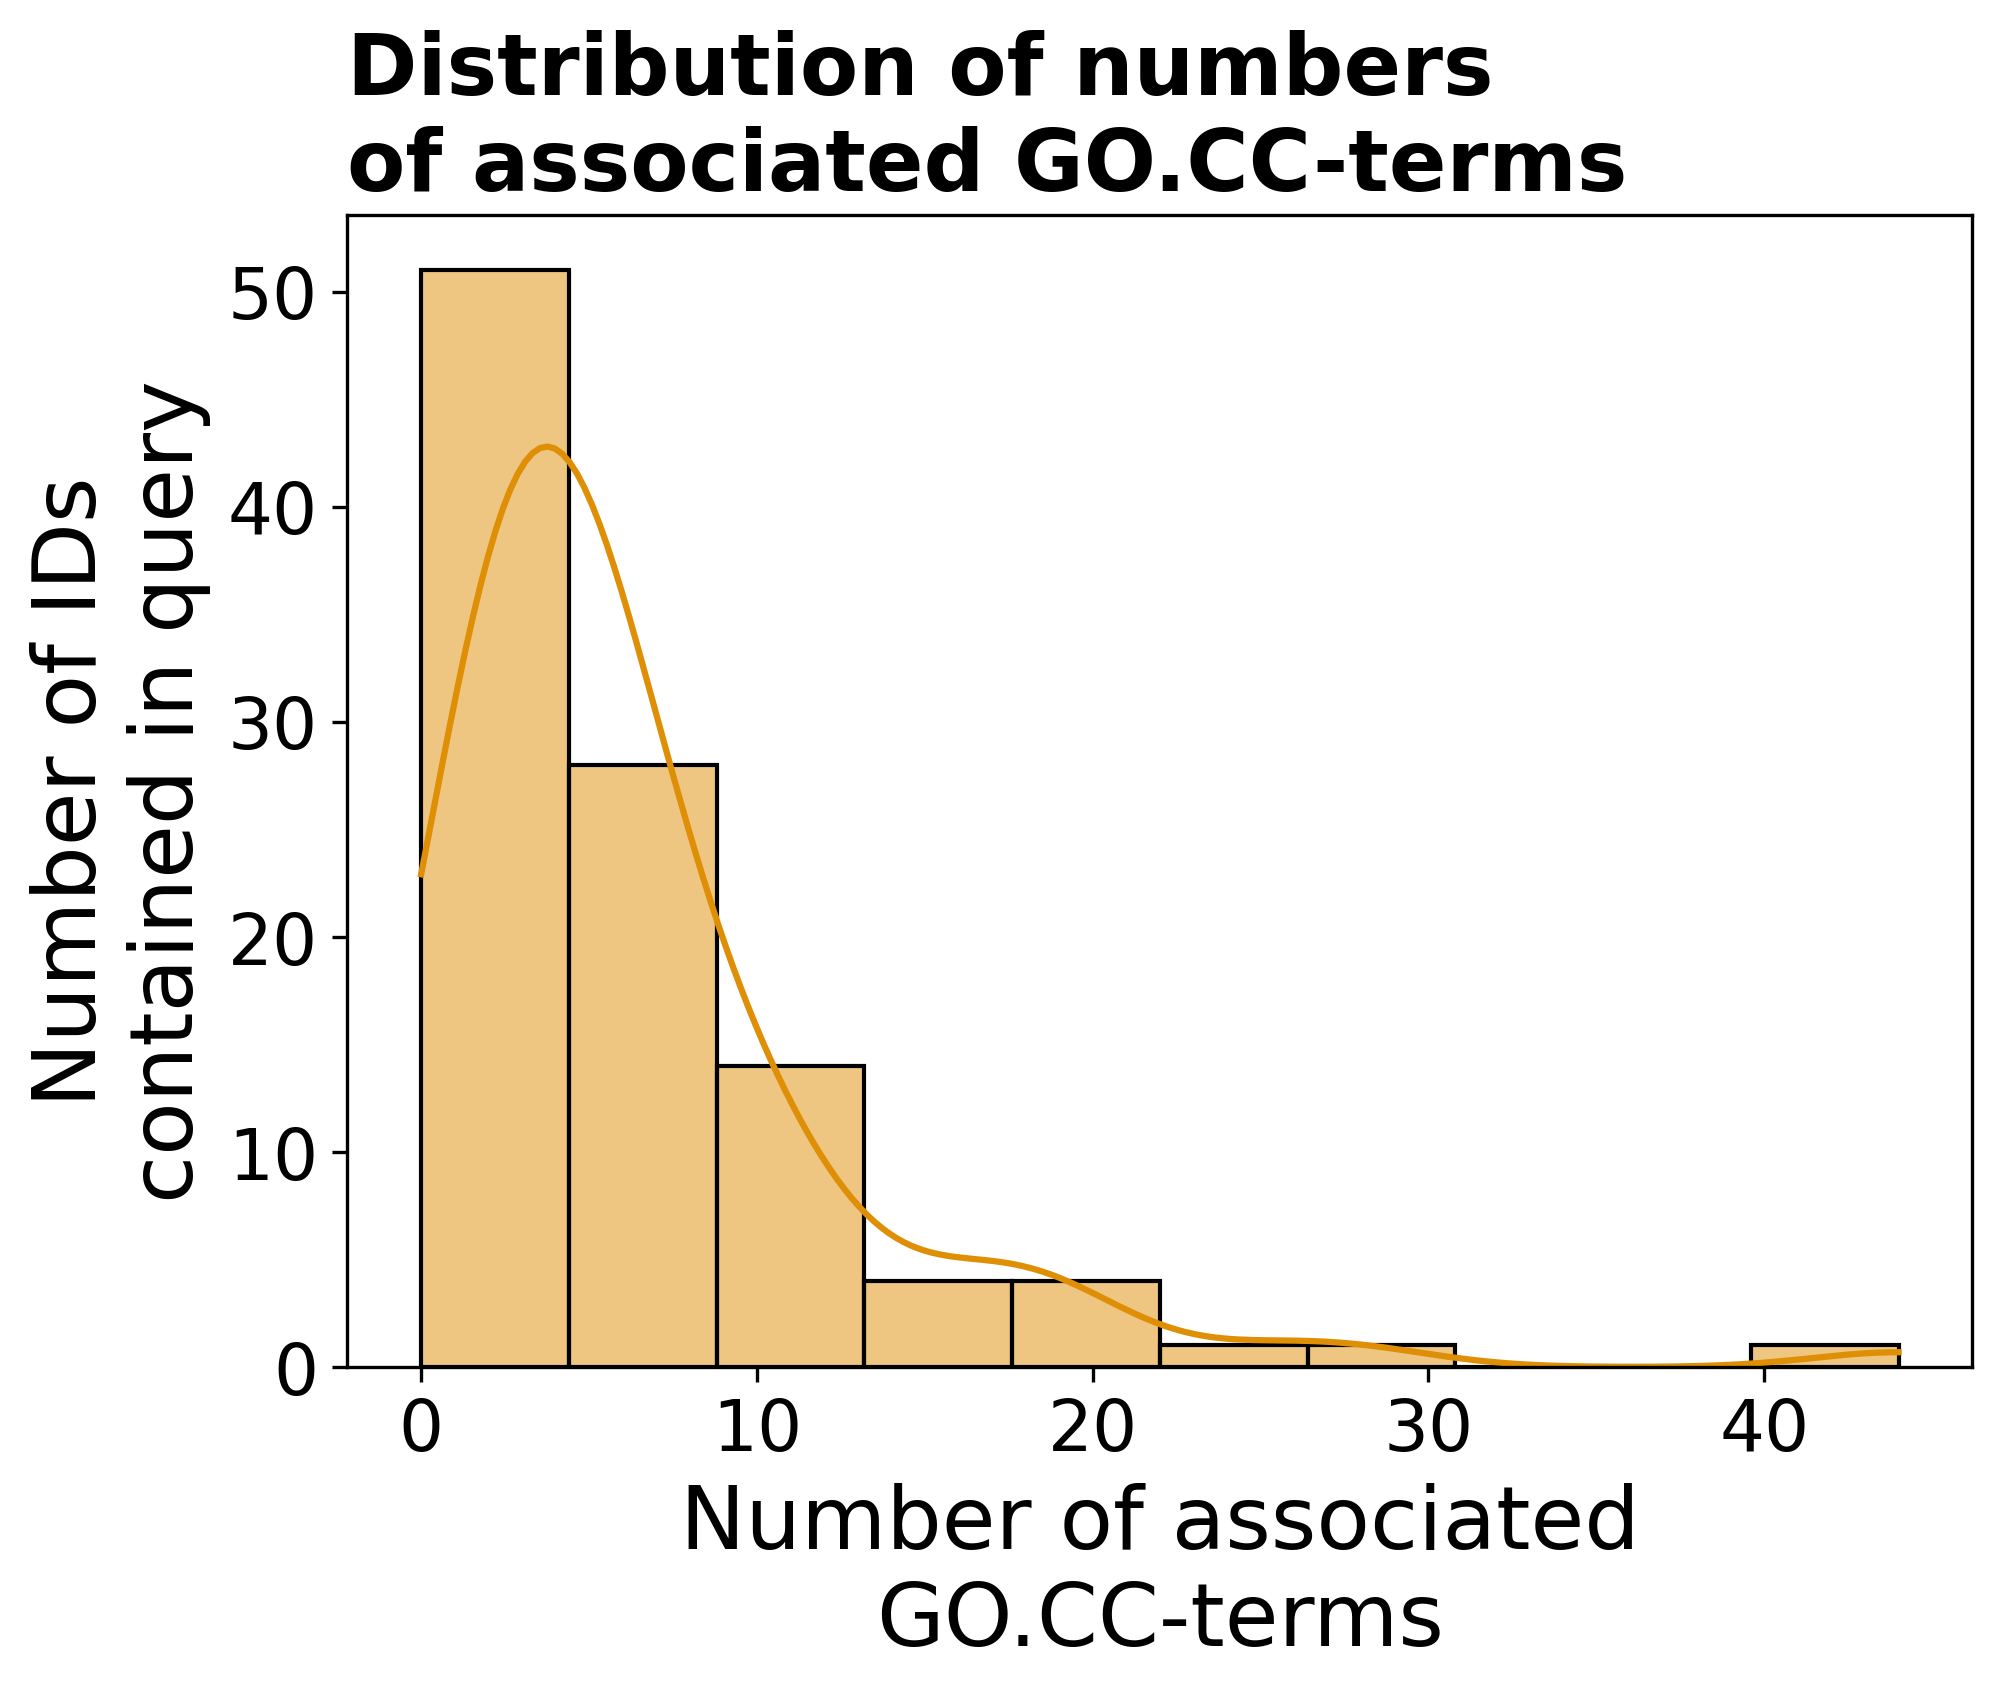 Distribution of numbers
of associated GO.CC-terms
Number of IDs
contained in query
50
40
30
20
10
0
0 10 20 30 40
Number of associated
GO.CC-terms